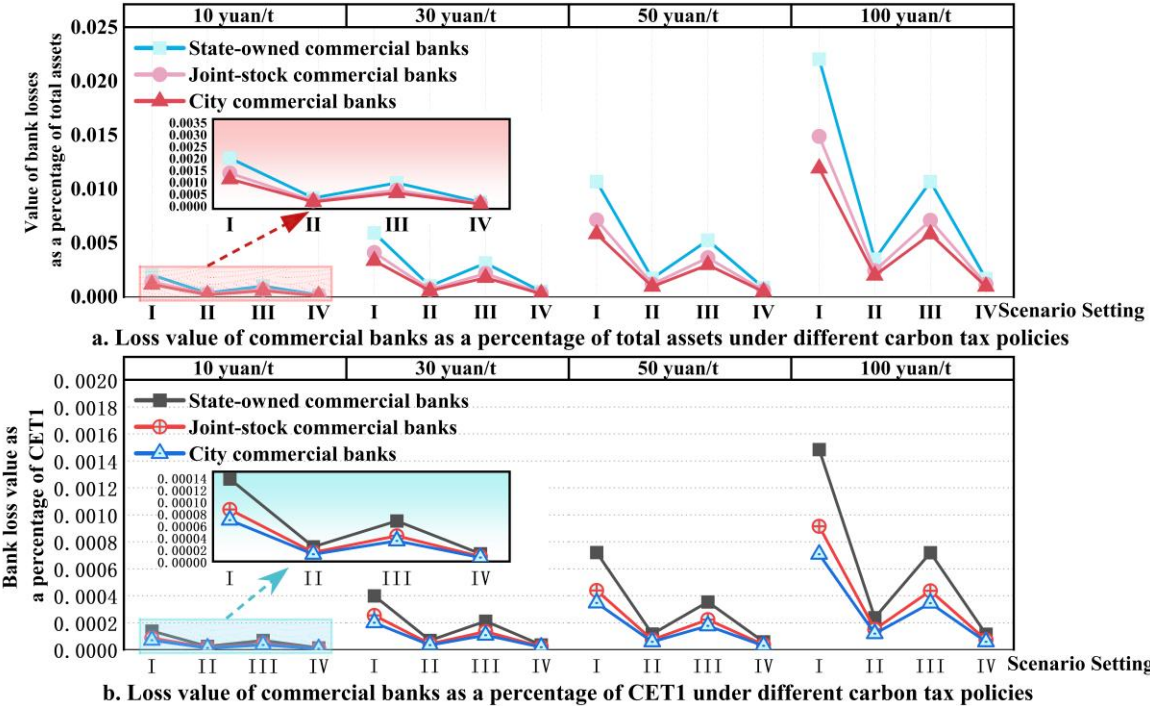 10 yuan/t 30 yuan/t 50 yuan/t 100 yuan/t
Value of bank losses
as a percentage of total assets
0.025
0.020
0.015
0.010
0.005
0.000
State-owned commercial banks
Joint-stock commercial banks
City commercial banks
0.0035
0.0030
0.0025
0.0020
0.0015
0.0010
0.0005
0.0000
I II III IV
I II III IV I II III IV I II III IV I II III IV Scenario Setting
a. Loss value of commercial banks as a percentage of total assets under different carbon tax policies
10 yuan/t 30 yuan/t 50 yuan/t 100 yuan/t
Bank loss value as
a percentage of CET1
0.0020
0.0018
0.0016
0.0014
0.0012
0.0010
0.0008
0.0006
0.0004
0.0002
0.0000
State-owned commercial banks
Joint-stock commercial banks
City commercial banks
0.00014
0.00012
0.00010
0.00008
0.00006
0.00004
0.00002
0.00000
I II III IV
I II III IV I II III IV I II III IV I II III IV Scenario Setting
b. Loss value of commercial banks as a percentage of CET1 under different carbon tax policies